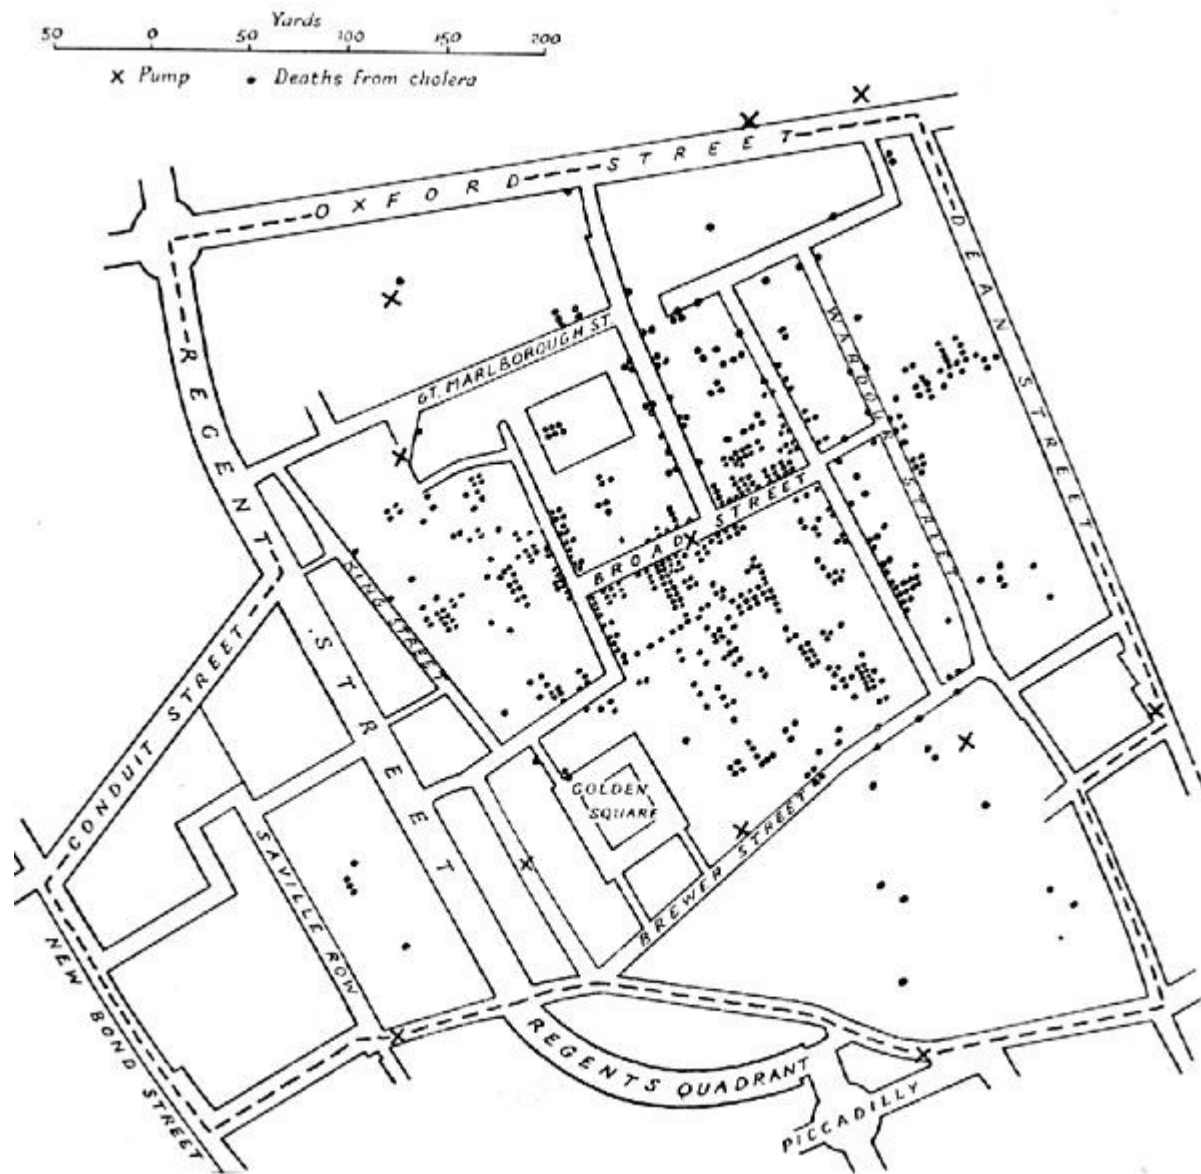 Yards
50 0 50 100 150 200
x Pump • Deaths from cholera
OXFORD STREET
DEAN STREET
REGENT STREET
GT. MARLBOROUGH ST.
WARDOUR STREET
BROAD STREET
KING STREET
CONDUIT STREET
GOLDEN
SQUARE
BREWER STREET
SAVILLE ROW
NEW BOND STREET
REGENTS QUADRANT
PICCADILLY